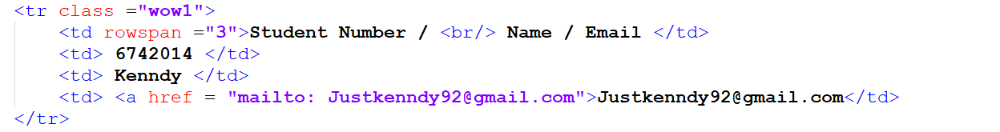 <tr class ="wow1">
<td rowspan ="3">Student Number / <br/> Name / Email </td>
<td> 6742014 </td>
<td> Kenndy </td>
<td> <a href = "mailto: Justkenndy92@gmail.com">Justkenndy92@gmail.com</td>
</tr>